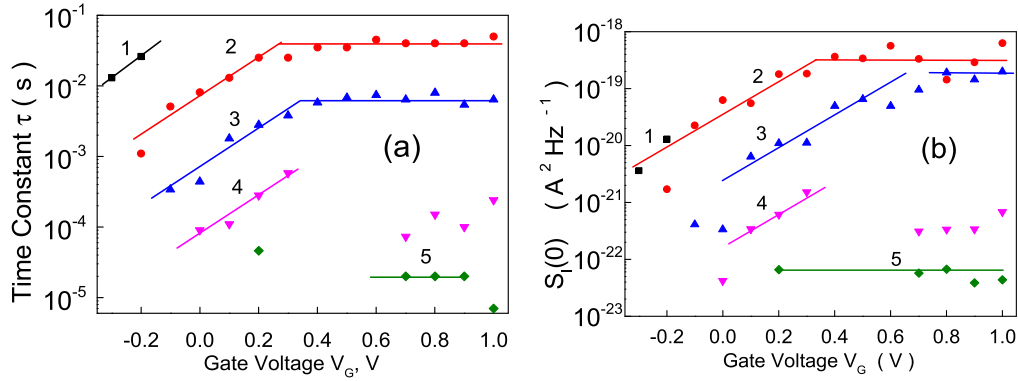 10⁻¹
10⁻²
10⁻³
10⁻⁴
10⁻⁵
Time Constant τ ( s )
1
2
3
4
5
(a)
-0.2 0.0 0.2 0.4 0.6 0.8 1.0
Gate Voltage V_G, V
10⁻¹⁸
10⁻¹⁹
10⁻²⁰
10⁻²¹
10⁻²²
10⁻²³
S_I(0) ( A² Hz⁻¹ )
1
2
3
4
5
(b)
-0.2 0.0 0.2 0.4 0.6 0.8 1.0
Gate Voltage V_G ( V )